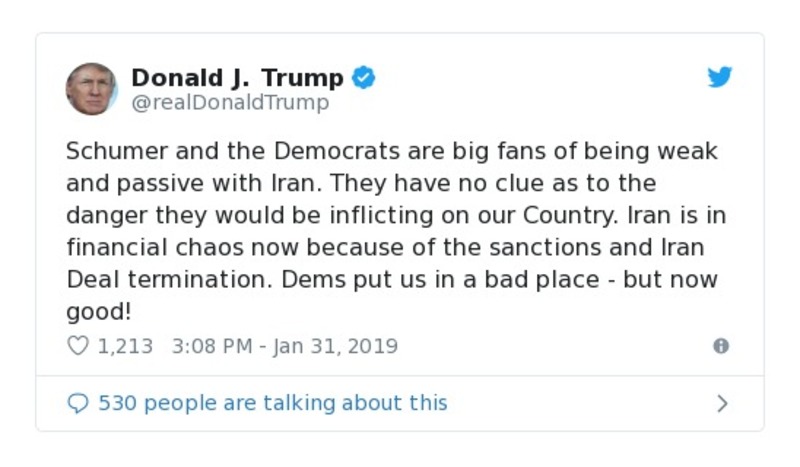 Donald J. Trump
@realDonaldTrump
Schumer and the Democrats are big fans of being weak
and passive with Iran. They have no clue as to the
danger they would be inflicting on our Country. Iran is in
financial chaos now because of the sanctions and Iran
Deal termination. Dems put us in a bad place - but now
good!
1,213 3:08 PM - Jan 31, 2019
530 people are talking about this